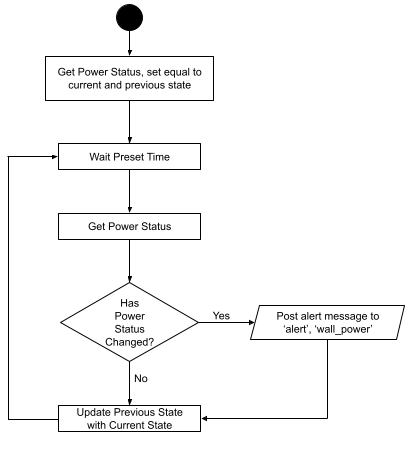 Get Power Status, set equal to
current and previous state
Wait Preset Time
Get Power Status
Has
Power
Status
Changed?
Yes
Post alert message to
‘alert’, ‘wall_power’
No
Update Previous State
with Current State